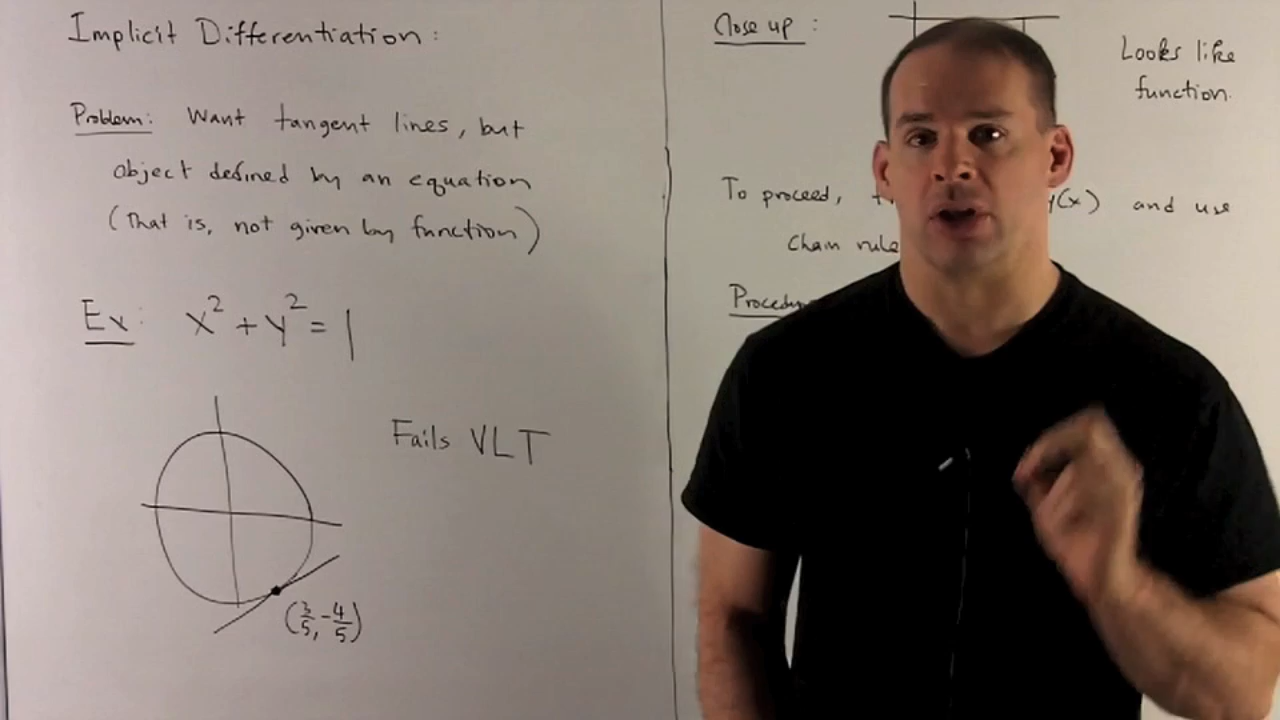 Implicit Differentiation:
Problem: Want tangent lines, but
object defined by an equation
(That is, not given by function)
Ex: x² + y² = 1
Fails VLT
(3/5, -4/5)
Close up:
Looks like
function.
To proceed, y(x) and use
Chain rule